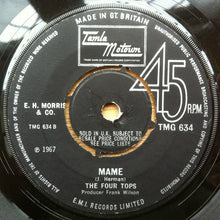 MADE IN GT. BRITAIN
Tamla
Motown
45
RPM
E. H. MORRIS
& CO.
TMG 634 B
TMG 634
SOLD IN U.K. SUBJECT TO
RESALE PRICE CONDITIONS,
SEE PRICE LISTS
℗ 1967
MAME
(J. Herman)
THE FOUR TOPS
Producer Frank Wilson
E.M.I. RECORDS LIMITED